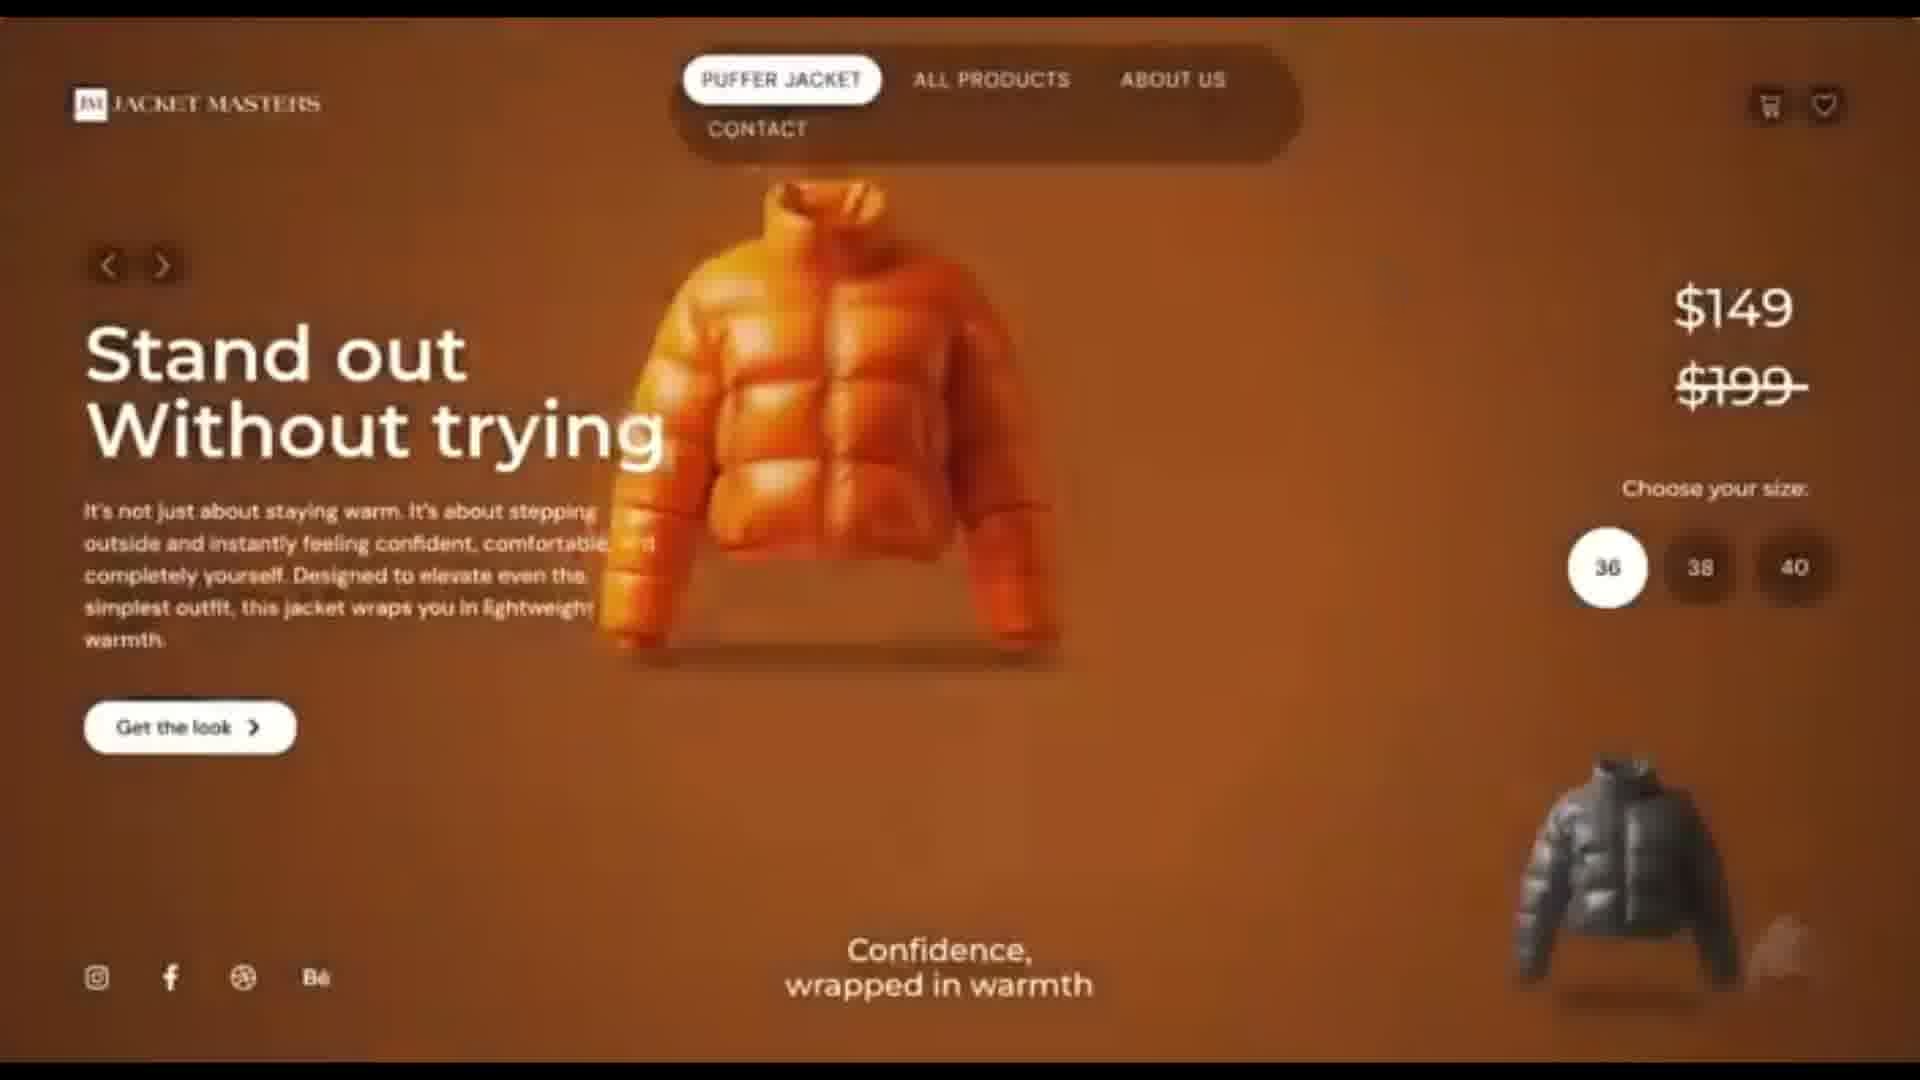 JM JACKET MASTERS
PUFFER JACKET ALL PRODUCTS ABOUT US
CONTACT
Stand out
Without trying
It's not just about staying warm. It's about stepping
outside and instantly feeling confident, comfortable,
completely yourself. Designed to elevate even the
simplest outfit, this jacket wraps you in lightweight
warmth.
Get the look
$149
$199
Choose your size:
36 38 40
Confidence,
wrapped in warmth
Bē